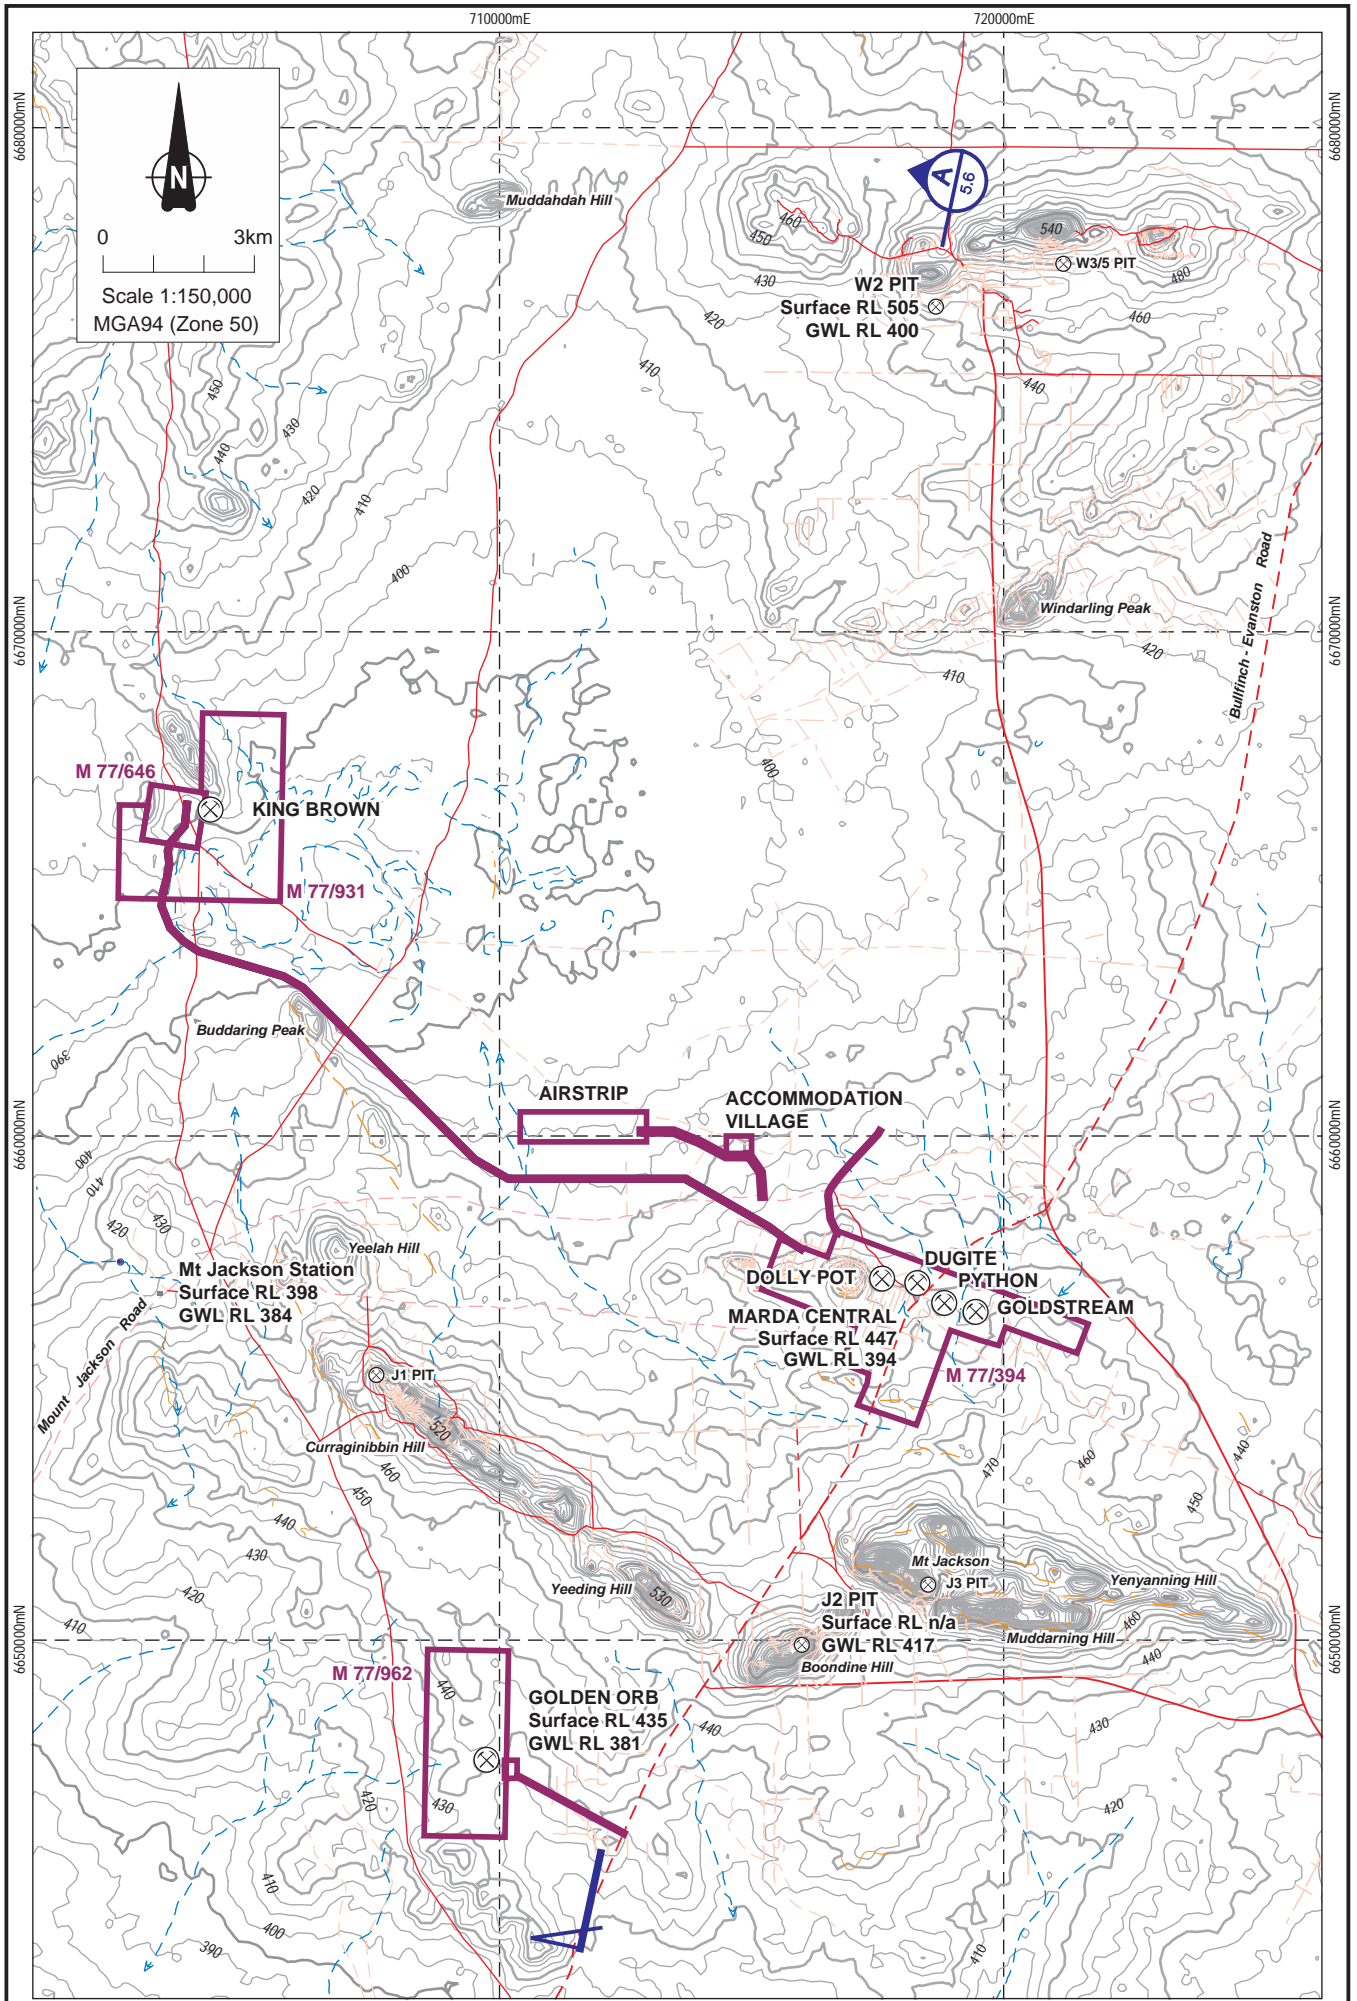 710000mE
720000mE
6680000mN
6680000mN
N
0 3km
Scale 1:150,000
MGA94 (Zone 50)
Muddahdah Hill
A
5.6
460
450
430
420
410
540
W3/5 PIT
480
460
440
W2 PIT
Surface RL 505
GWL RL 400
450
440
430
420
410
400
Windarling Peak
420
410
400
Bullfinch - Evanston Road
6670000mN
6670000mN
M 77/646
KING BROWN
M 77/931
Buddaring Peak
390
400
410
420
430
AIRSTRIP
ACCOMMODATION
VILLAGE
6660000mN
6660000mN
Yeelah Hill
Mt Jackson Station
Surface RL 398
GWL RL 384
Mount Jackson Road
DOLLY POT
DUGITE
PYTHON
GOLDSTREAM
MARDA CENTRAL
Surface RL 447
GWL RL 394
M 77/394
J1 PIT
520
Curraginibbin Hill
460
450
440
430
420
410
470
460
450
440
Mt Jackson
J3 PIT
Yenyanning Hill
Yeeding Hill
530
J2 PIT
Surface RL n/a
GWL RL 417
Boondine Hill
Muddarning Hill
460
440
430
420
410
440
6650000mN
6650000mN
M 77/962
440
GOLDEN ORB
Surface RL 435
GWL RL 381
430
420
410
400
390